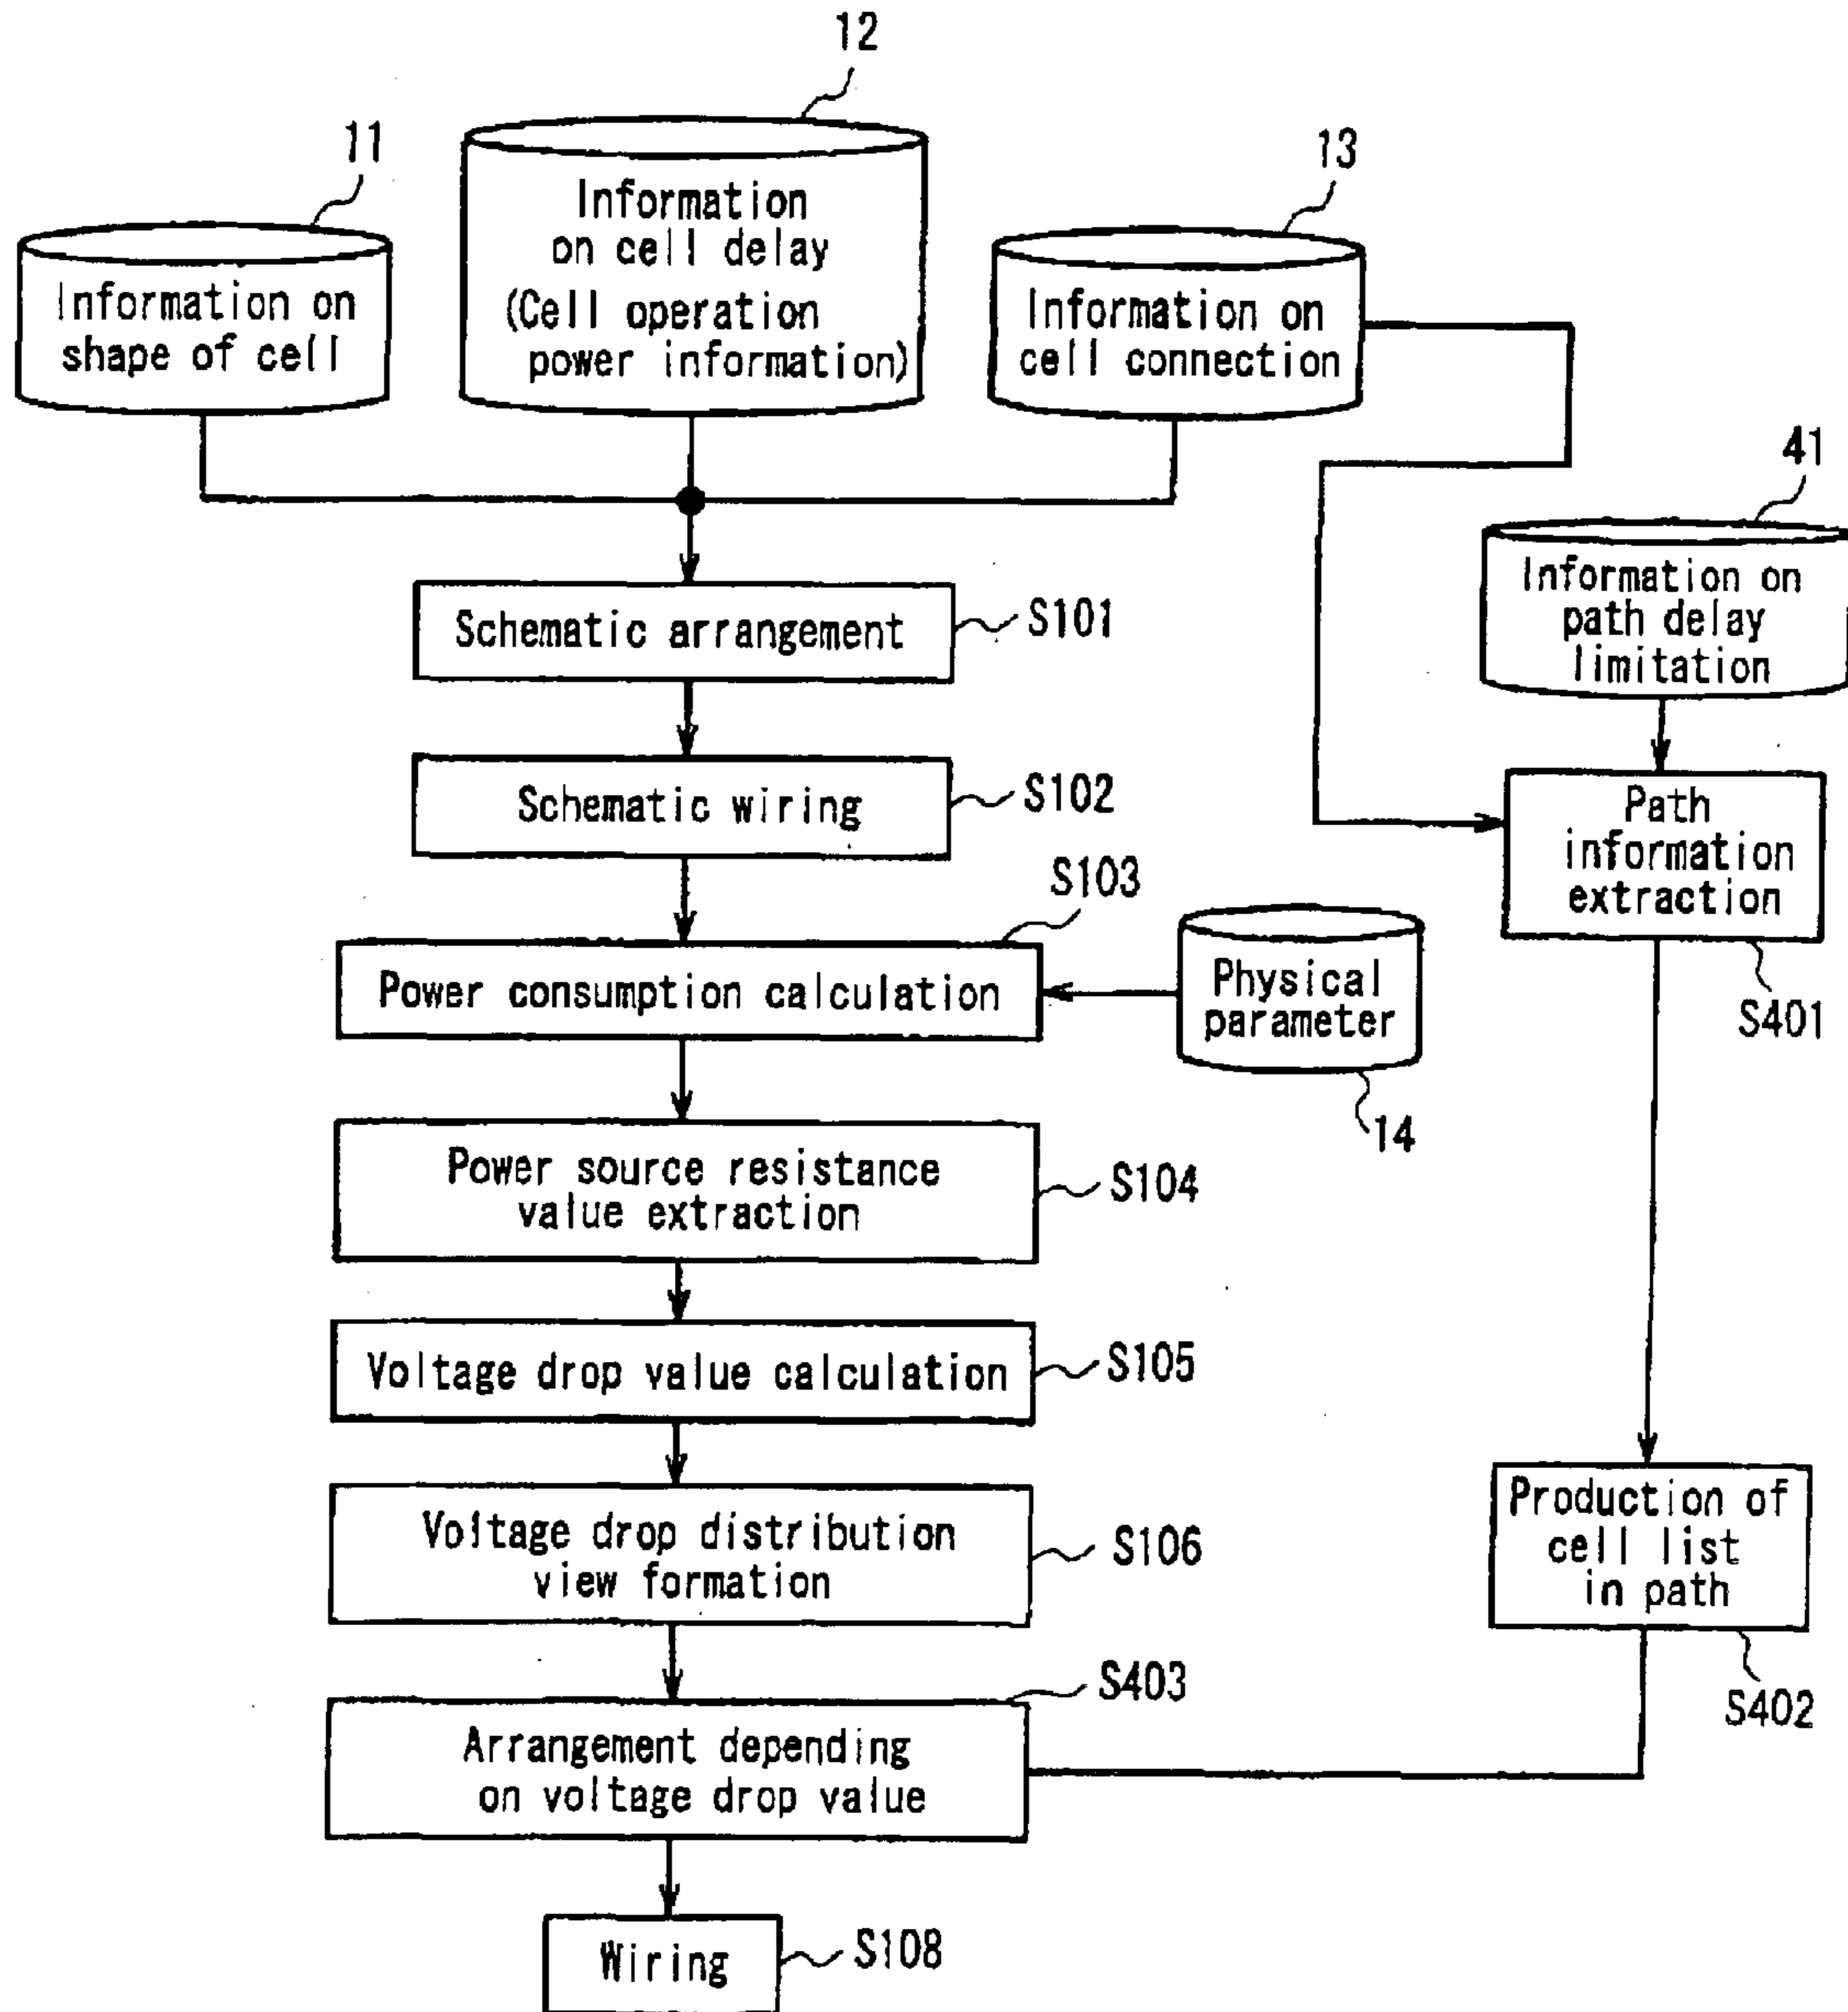 12
11
13
Information
on cell delay
(Cell operation
power information)
Information on
shape of cell
Information on
cell connection
41
Information on
path delay
limitation
Schematic arrangement
S101
Schematic wiring
S102
Path
information
extraction
S401
S103
Power consumption calculation
Physical
parameter
14
Power source resistance
value extraction
S104
Voltage drop value calculation
S105
Voltage drop distribution
view formation
S106
Production of
cell list
in path
S402
S403
Arrangement depending
on voltage drop value
Wiring
S108